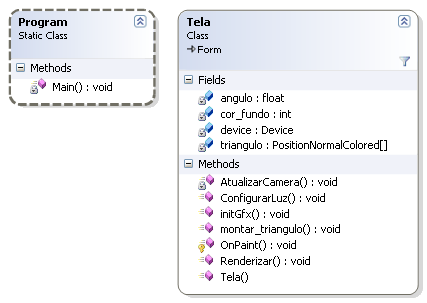 Program
Static Class
Methods
Main() : void
Tela
Class
Form
Fields
angulo : float
cor_fundo : int
device : Device
triangulo : PositionNormalColored[]
Methods
AtualizarCamera() : void
ConfigurarLuz() : void
initGfx() : void
montar_triangulo() : void
OnPaint() : void
Renderizar() : void
Tela()